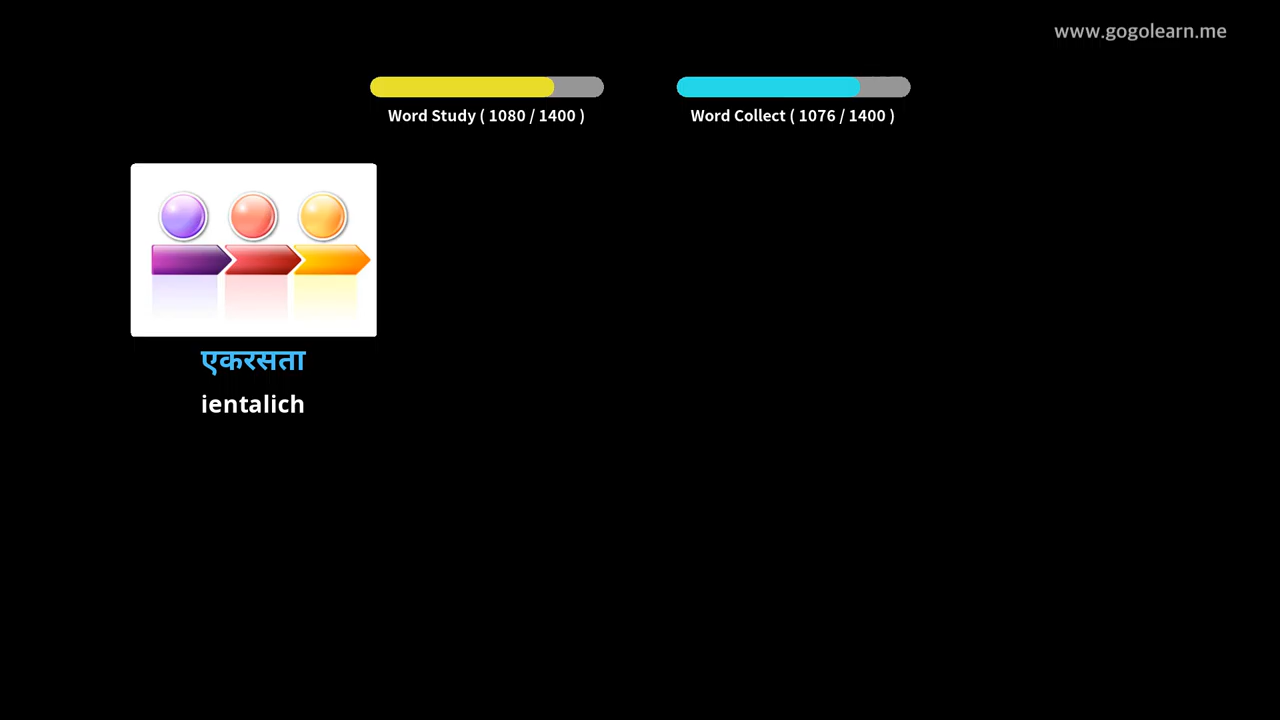 www.gogolearn.me
Word Study ( 1080 / 1400 )
Word Collect ( 1076 / 1400 )
एकरसता
ientalich